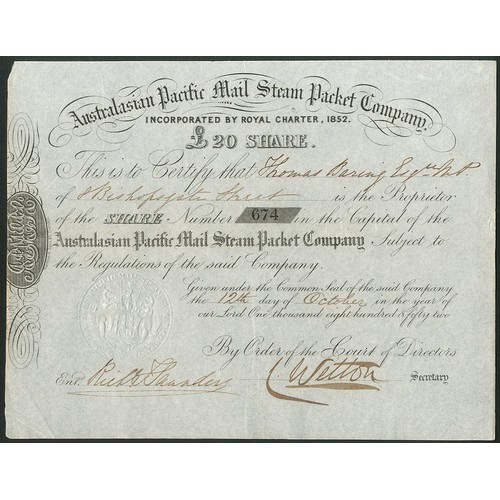 Australasian Pacific Mail Steam Packet Company.
INCORPORATED BY ROYAL CHARTER, 1852.
£20 SHARE.
This is to Certify that Thomas Baring Esqre M.P.
of 8 Bishopsgate Street is the Proprietor
of the SHARE Number 674 in the Capital of the
Australasian Pacific Mail Steam Packet Company Subject to
the Regulations of the said Company.
Given under the Common Seal of the said Company
the 12th day of October in the year of
our Lord One thousand eight hundred & fifty two
By Order of the Court of Directors
Entd. Richd Saunders
Secretary